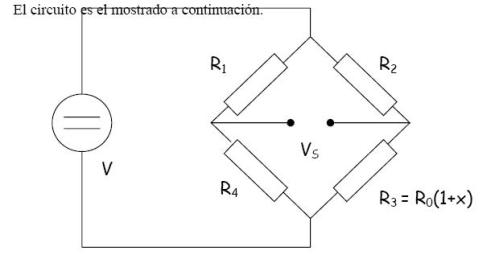 El circuito es el mostrado a continuación.
R₁
R₂
V
Vₛ
R₄
R₃ = R₀(1+x)